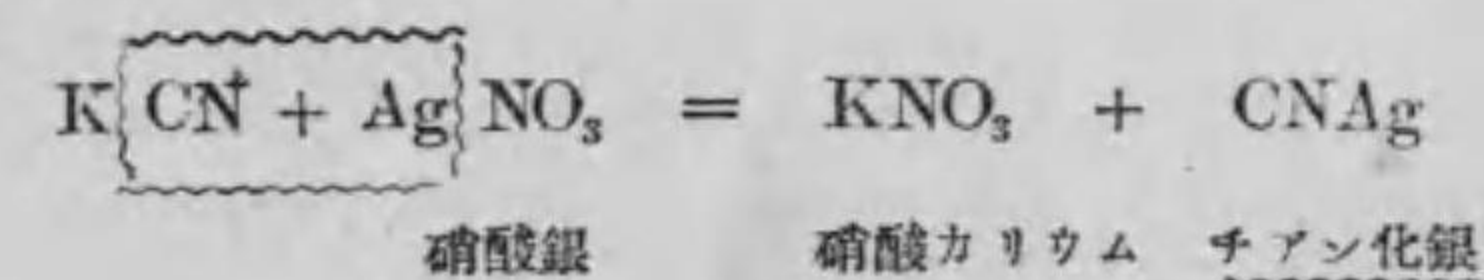 K CN + Ag NO₃ = KNO₃ + CNAg
硝酸銀 硝酸カリウム チアン化銀